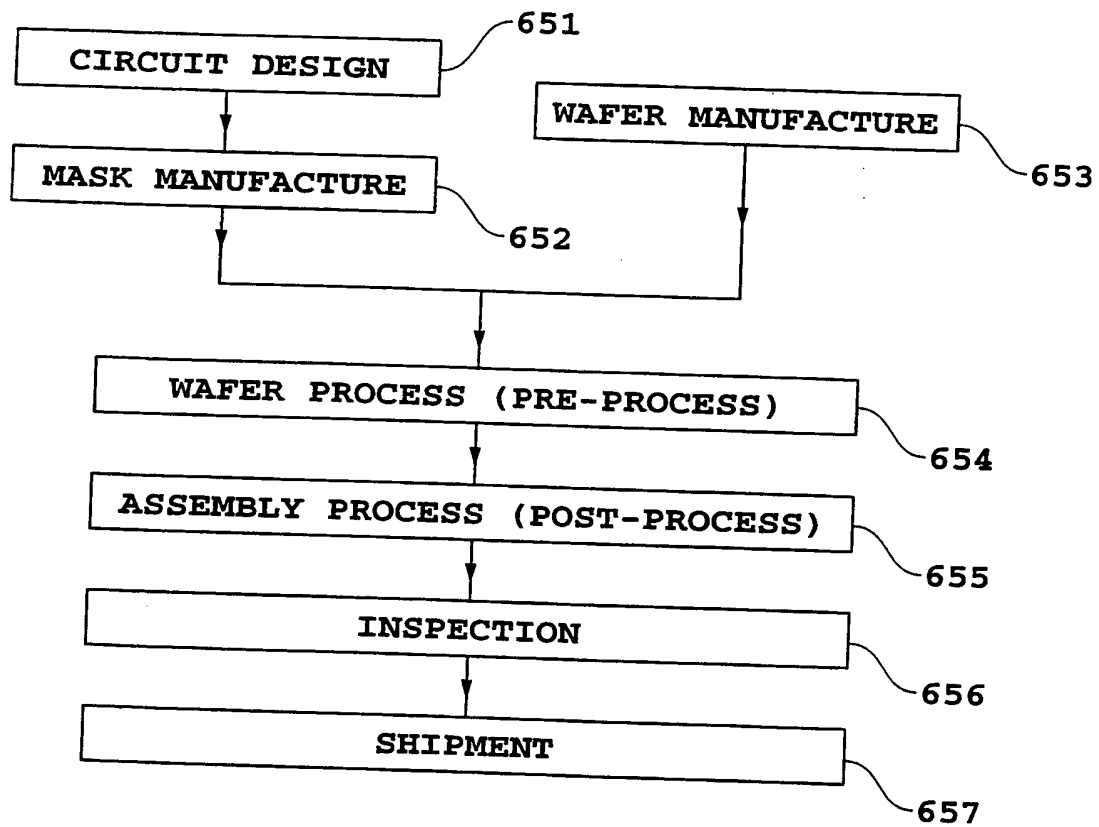 CIRCUIT DESIGN
651
WAFER MANUFACTURE
653
MASK MANUFACTURE
652
WAFER PROCESS (PRE-PROCESS)
654
ASSEMBLY PROCESS (POST-PROCESS)
655
INSPECTION
656
SHIPMENT
657